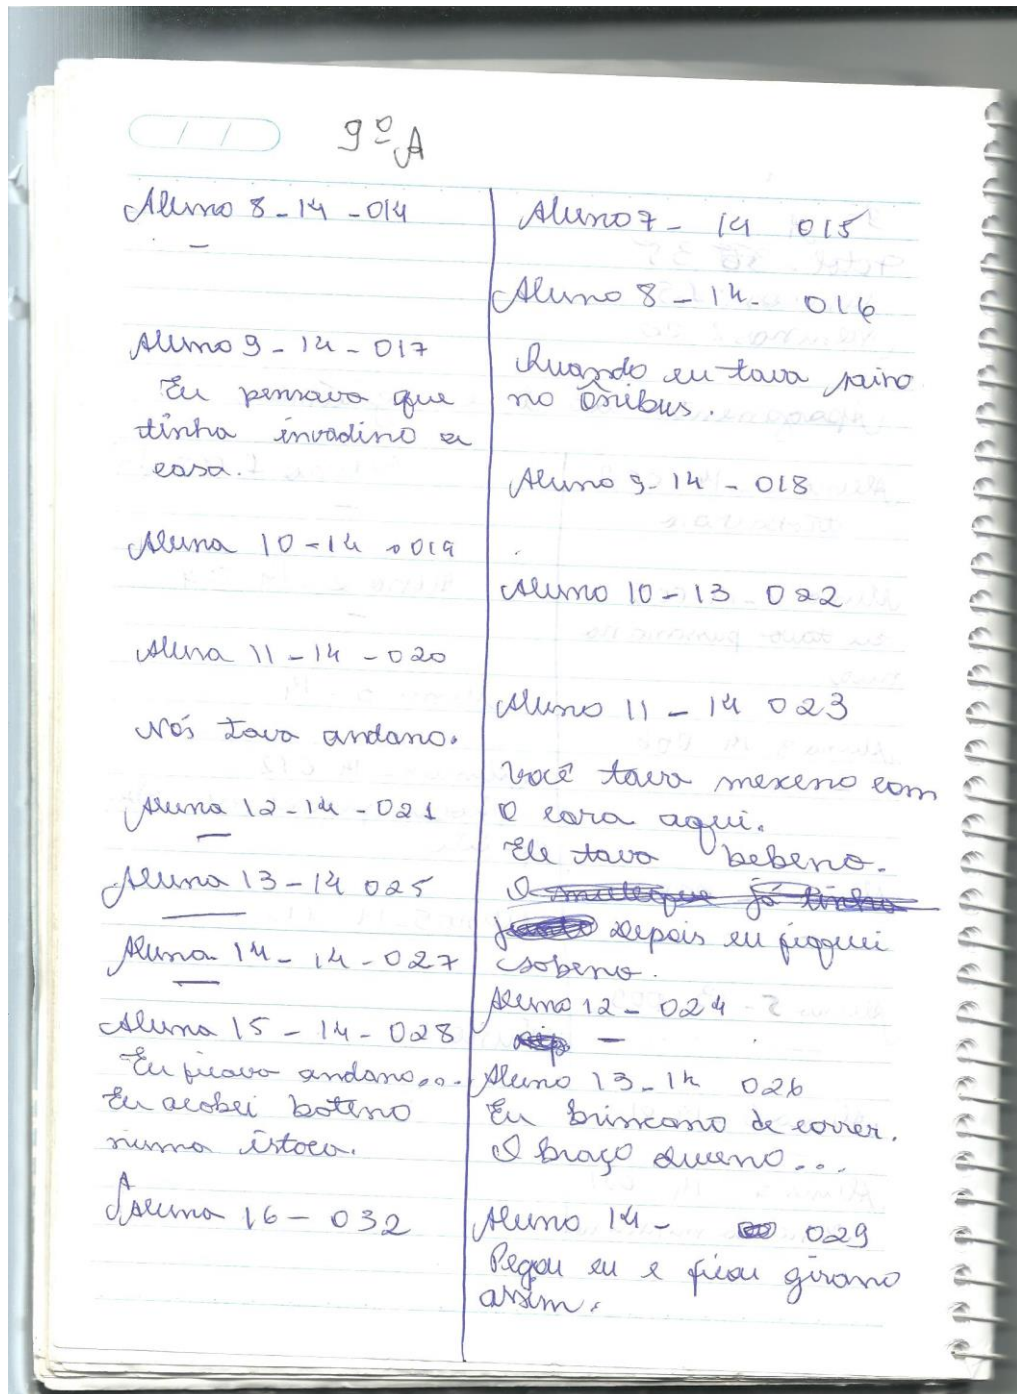 9º A
Aluno 8 - 14 - 014
-
Aluno 9 - 14 - 017
Eu pensava que
tinha invadino a
casa.
Aluna 10 - 14 - 019
Aluna 11 - 14 - 020
Nós tava andano.
Aluna 12 - 14 - 021
Aluna 13 - 14 025
Aluna 14 - 14 - 027
Aluna 15 - 14 - 028
Eu ficava andano...
Eu acabei bateno
numa
Aluna 16 - 032
Aluno 7 - 14 015
Aluno 8 - 14 - 016
Quando eu tava saino
no Ônibus.
Aluno 9 - 14 - 018
Aluno 10 - 13 - 022
Aluno 11 - 14 023
Você tava mexeno com
o cara aqui.
Ele tava bebeno.
O muleque já tinha
Depois eu fiquei
sobeno.
Aluno 12 - 024
-
Aluno 13 - 14 026
Eu brincano de correr.
O braço dueno...
Aluno 14 - 029
Pegou eu e ficou girano
assim.